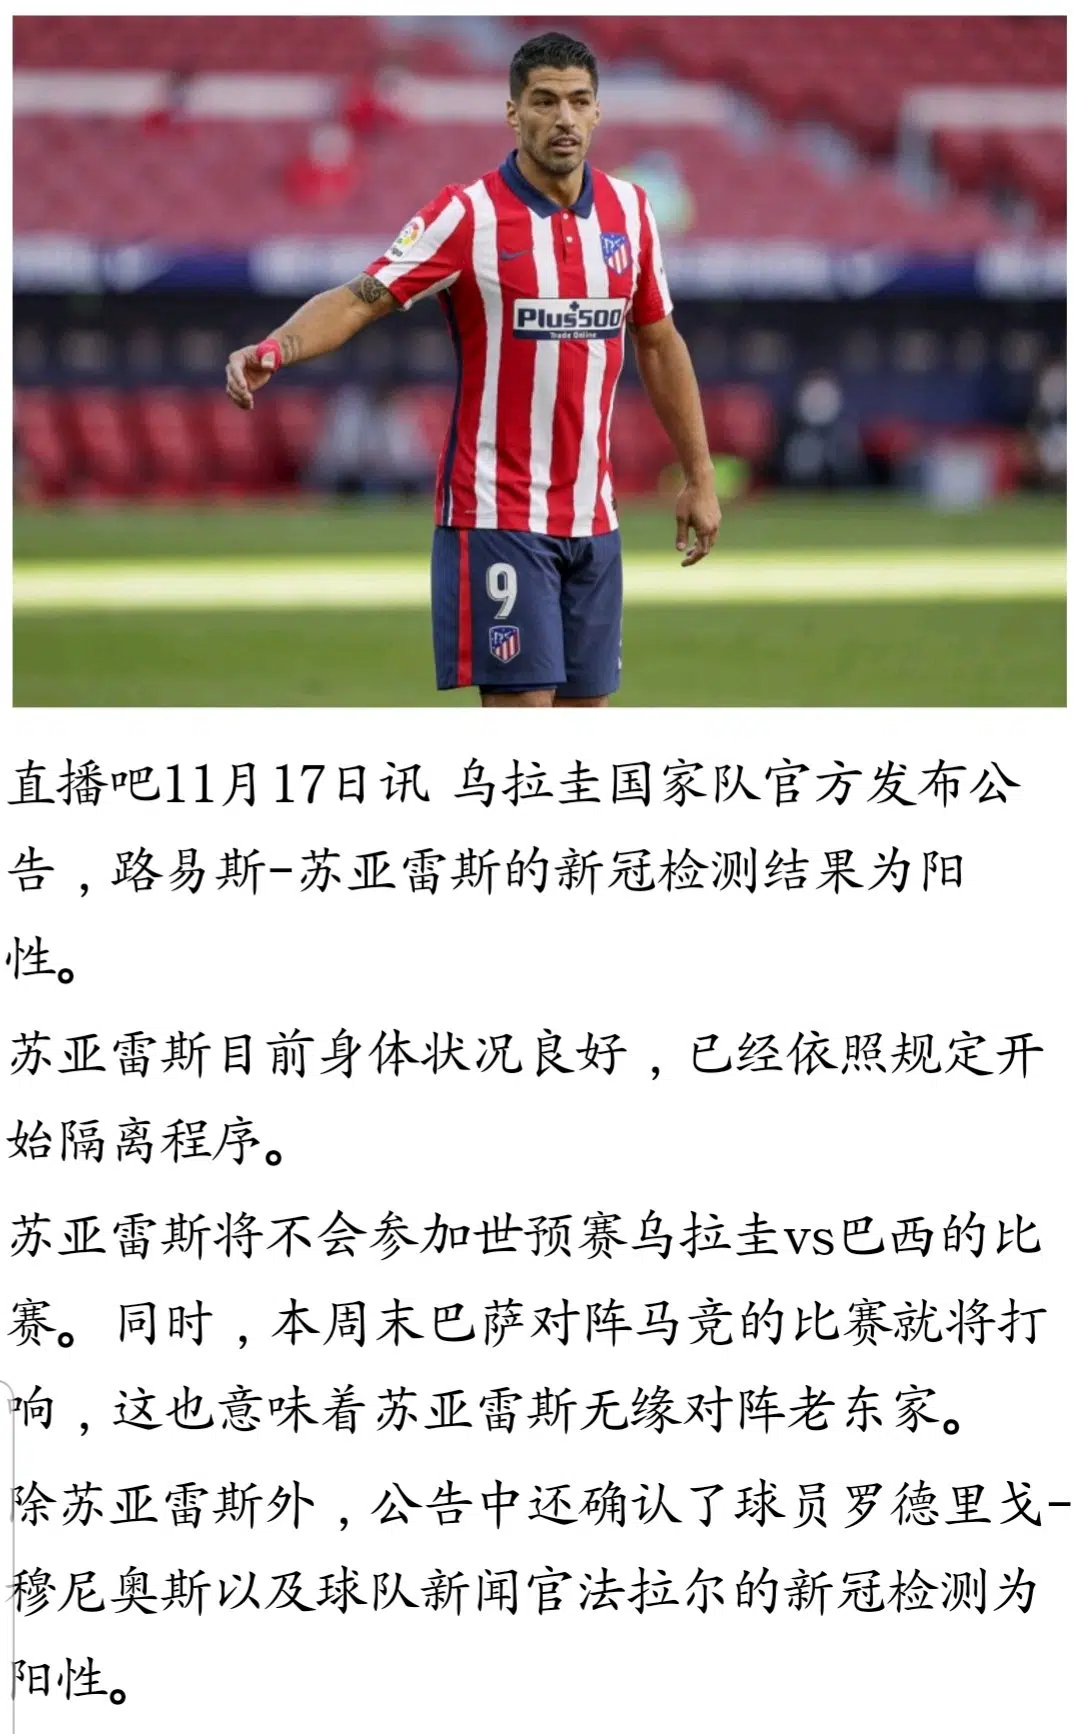 Plus500
Trade Online
9
直播吧11月17日讯 乌拉圭国家队官方发布公
告，路易斯-苏亚雷斯的新冠检测结果为阳
性。
苏亚雷斯目前身体状况良好，已经依照规定开
始隔离程序。
苏亚雷斯将不会参加世预赛乌拉圭vs巴西的比
赛。同时，本周末巴萨对阵马竞的比赛就将打
响，这也意味着苏亚雷斯无缘对阵老东家。
除苏亚雷斯外，公告中还确认了球员罗德里戈-
穆尼奥斯以及球队新闻官法拉尔的新冠检测为
阳性。